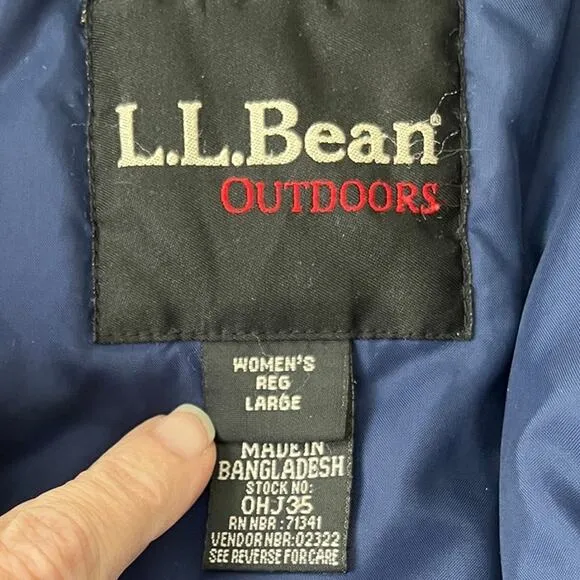 L.L.Bean®
OUTDOORS
WOMEN'S
REG
LARGE
MADE IN
BANGLADESH
STOCK NO:
OHJ35
RN NBR : 71341
VENDOR NBR:02322
SEE REVERSE FOR CARE